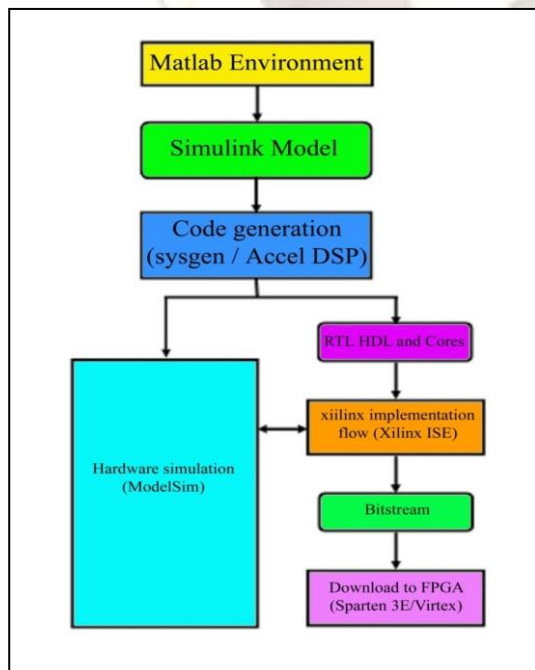 Matlab Environment
Simulink Model
Code generation
(sysgen / Accel DSP)
RTL HDL and Cores
xiilinx implementation
flow (Xilinx ISE)
Hardware simulation
(ModelSim)
Bitstream
Download to FPGA
(Sparten 3E/Virtex)